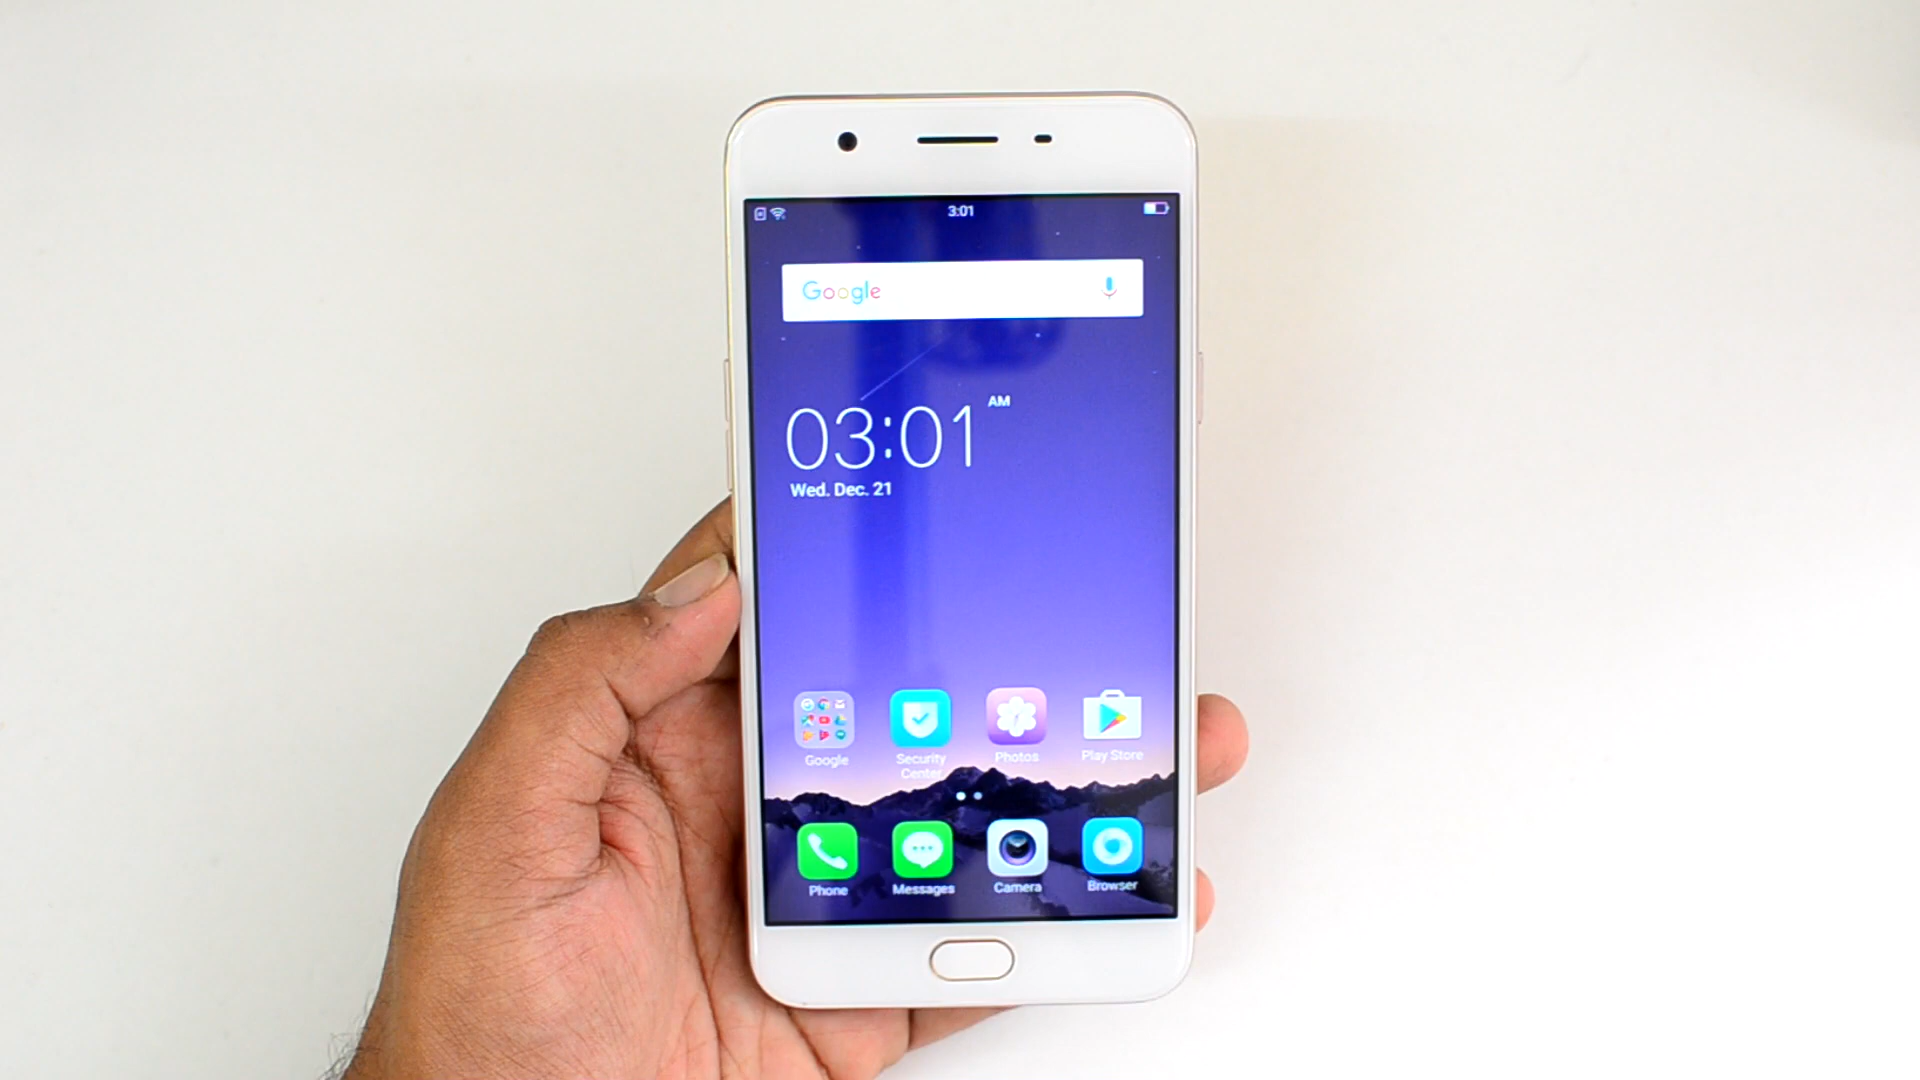 3:01
Google
03:01 AM
Wed. Dec. 21
Google
Security Center
Photos
Play Store
Phone
Messages
Camera
Browser